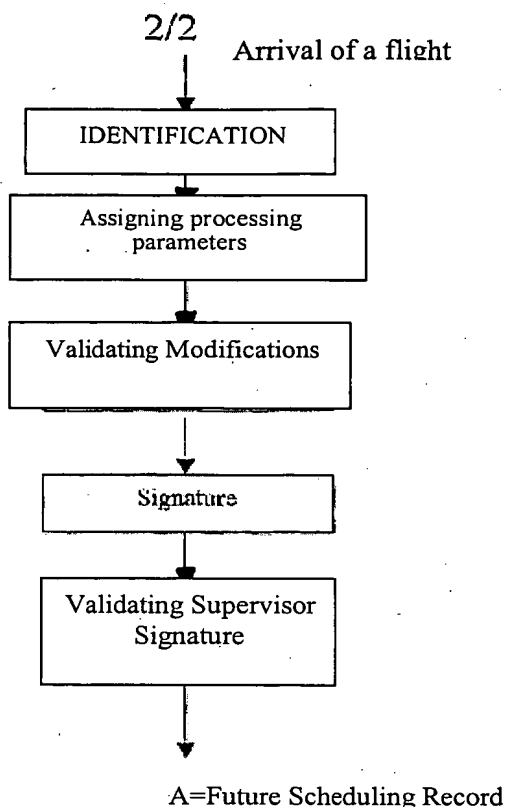 2/2
Arrival of a flight
IDENTIFICATION
Assigning processing
parameters
Validating Modifications
Signature
Validating Supervisor
Signature
A=Future Scheduling Record